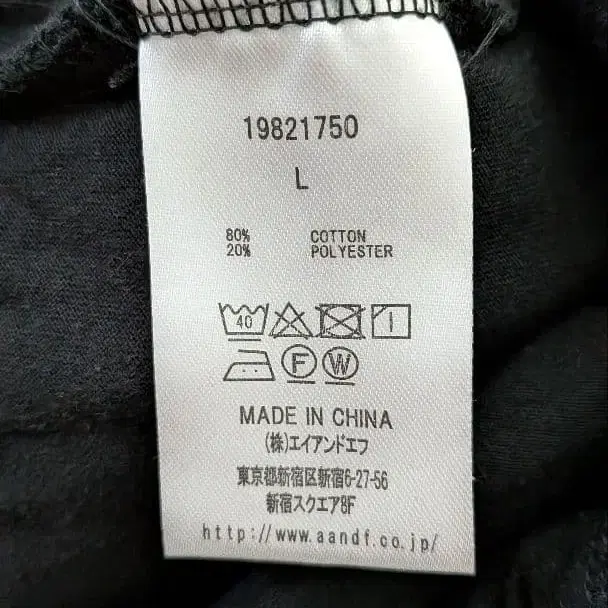 19821750
L
80% COTTON
20% POLYESTER
40
F W
MADE IN CHINA
(株)エイアンドエフ
東京都新宿区新宿6-27-56
新宿スクエア8F
http://www.aandf.co.jp/